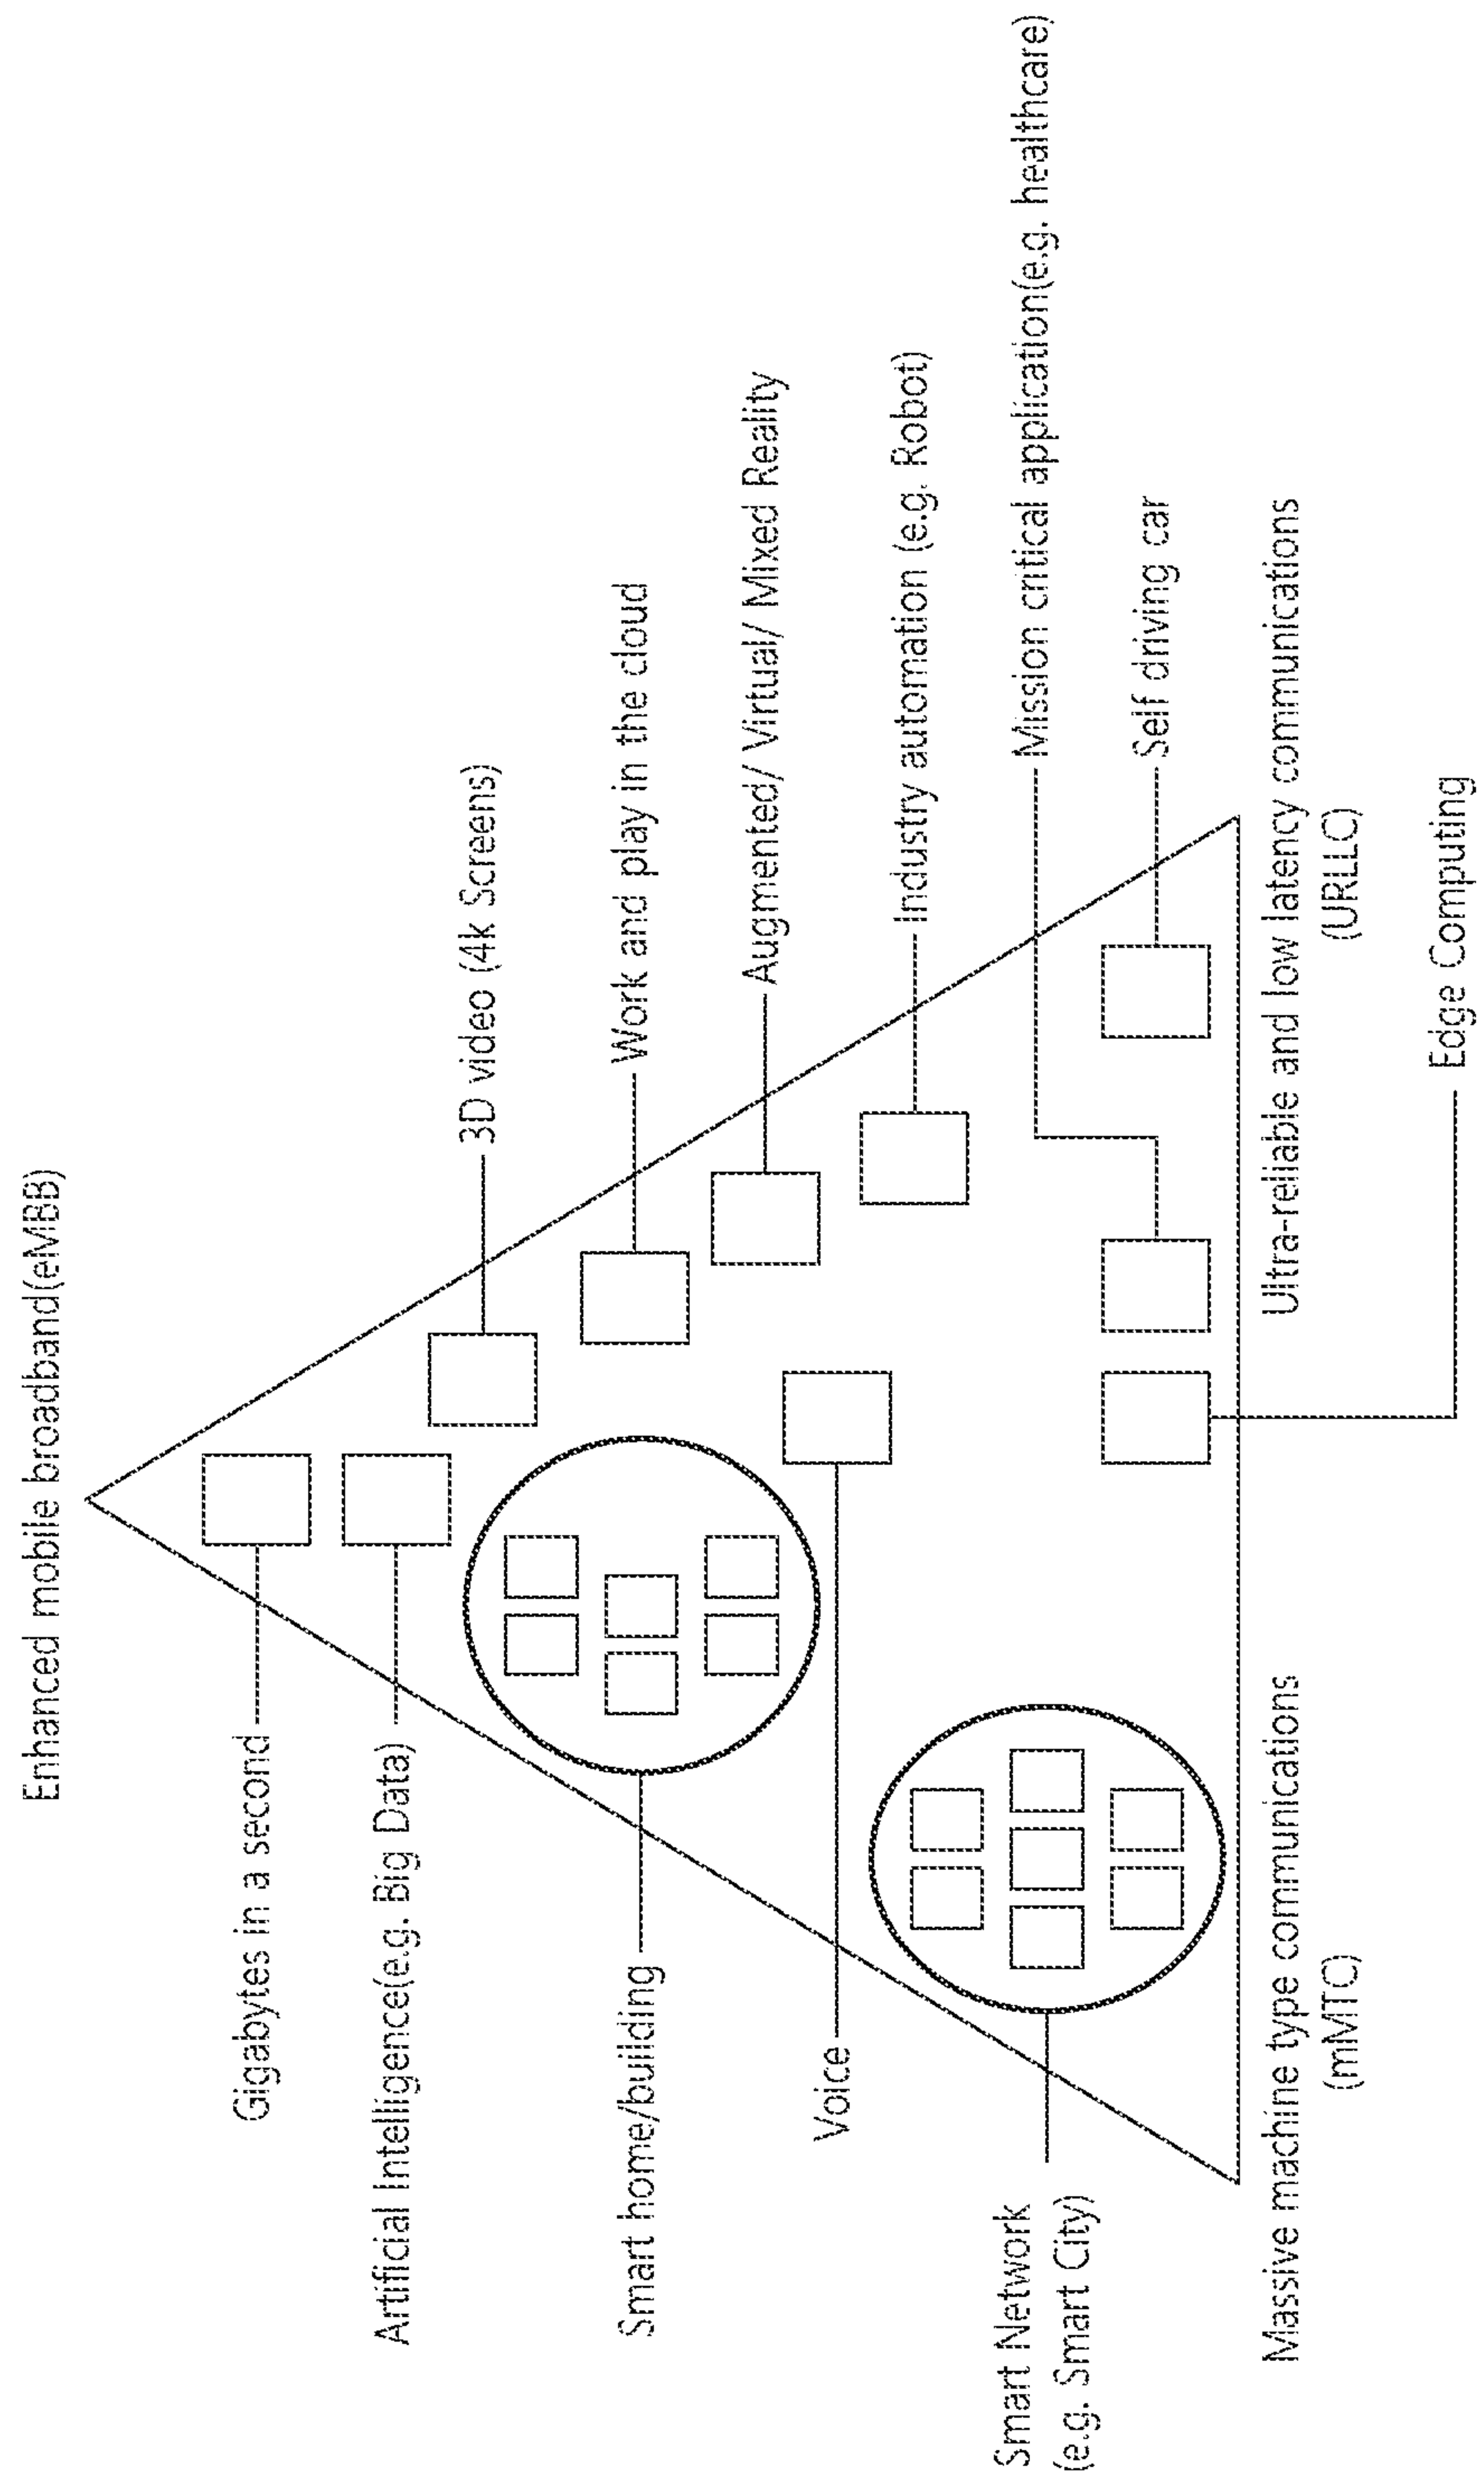 Enhanced mobile broadband(eMBB)
Gigabytes in a second
Artificial Intelligence(e.g. Big Data)
3D video (4k Screens)
Smart home/building
Work and play in the cloud
Augmented/ Virtual/ Mixed Reality
Voice
Industry automation (e.g. Robot)
Smart Network
(e.g. Smart City)
Mission critical application(e.g. healthcare)
Self driving car
Massive machine type communications
(mMTC)
Ultra-reliable and low latency communications
(URLLC)
Edge Computing